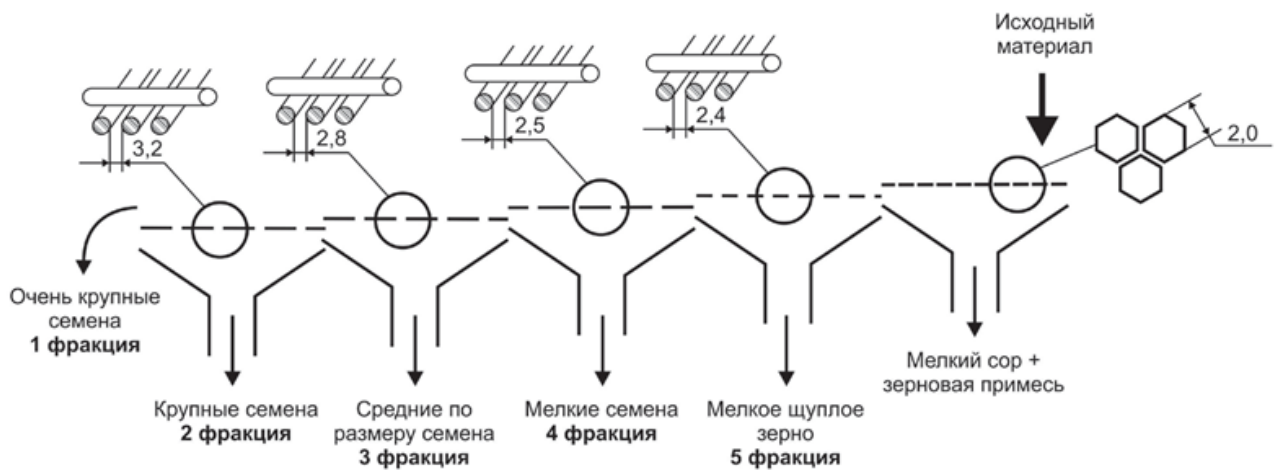 Исходный
материал
3,2
2,8
2,5
2,4
2,0
Очень крупные
семена
1 фракция
Крупные семена
2 фракция
Средние по
размеру семена
3 фракция
Мелкие семена
4 фракция
Мелкое щуплое
зерно
5 фракция
Мелкий сор +
зерновая примесь